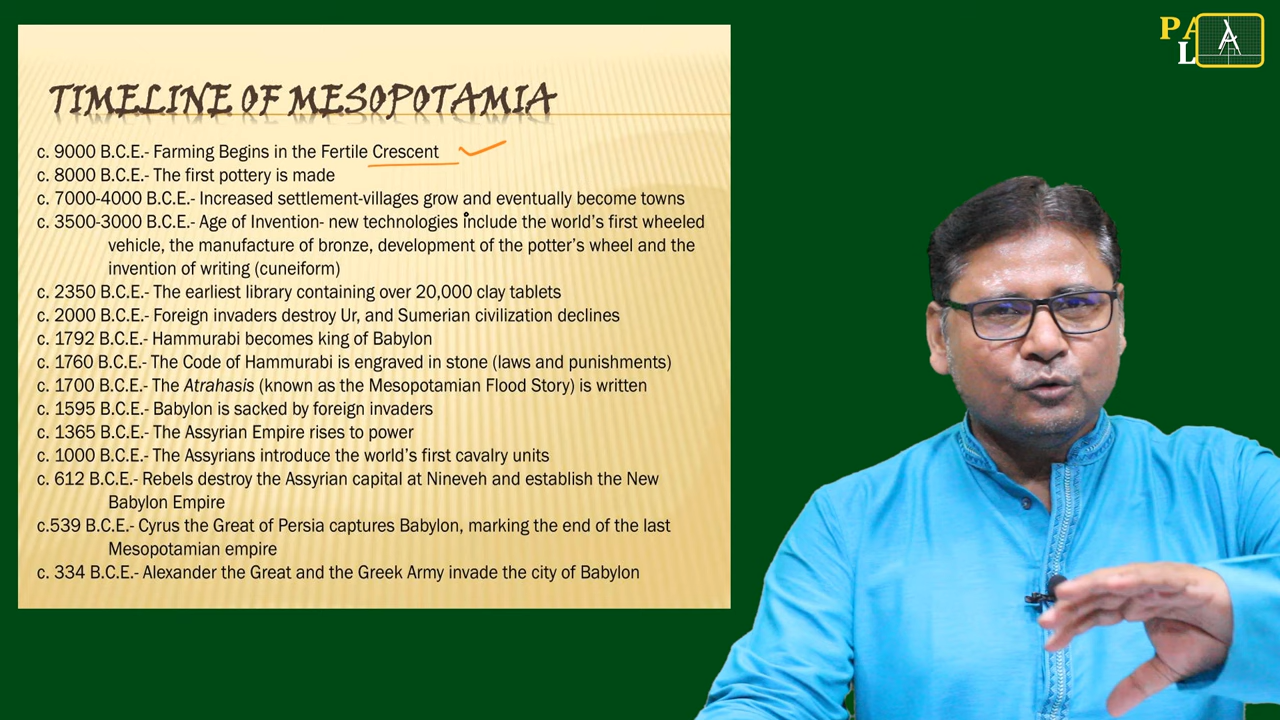 PA
L
A
TIMELINE OF MESOPOTAMIA
c. 9000 B.C.E.- Farming Begins in the Fertile Crescent
c. 8000 B.C.E.- The first pottery is made
c. 7000-4000 B.C.E.- Increased settlement-villages grow and eventually become towns
c. 3500-3000 B.C.E.- Age of Invention- new technologies include the world's first wheeled
vehicle, the manufacture of bronze, development of the potter's wheel and the
invention of writing (cuneiform)
c. 2350 B.C.E.- The earliest library containing over 20,000 clay tablets
c. 2000 B.C.E.- Foreign invaders destroy Ur, and Sumerian civilization declines
c. 1792 B.C.E.- Hammurabi becomes king of Babylon
c. 1760 B.C.E.- The Code of Hammurabi is engraved in stone (laws and punishments)
c. 1700 B.C.E.- The Atrahasis (known as the Mesopotamian Flood Story) is written
c. 1595 B.C.E.- Babylon is sacked by foreign invaders
c. 1365 B.C.E.- The Assyrian Empire rises to power
c. 1000 B.C.E.- The Assyrians introduce the world's first cavalry units
c. 612 B.C.E.- Rebels destroy the Assyrian capital at Nineveh and establish the New
Babylon Empire
c.539 B.C.E.- Cyrus the Great of Persia captures Babylon, marking the end of the last
Mesopotamian empire
c. 334 B.C.E.- Alexander the Great and the Greek Army invade the city of Babylon